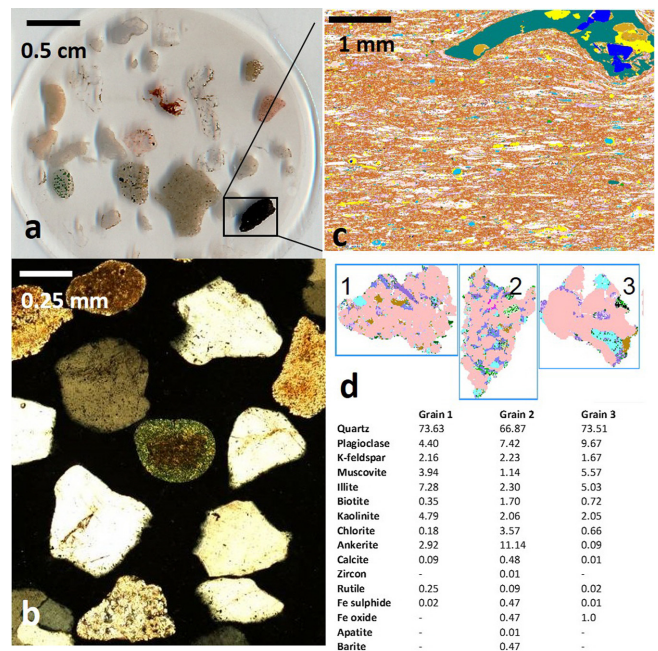 0.5 cm
a
1 mm
c
0.25 mm
b
1
2
3
d
Grain 1 Grain 2 Grain 3
Quartz 73.63 66.87 73.51
Plagioclase 4.40 7.42 9.67
K-feldspar 2.16 2.23 1.67
Muscovite 3.94 1.14 5.57
Illite 7.28 2.30 5.03
Biotite 0.35 1.70 0.72
Kaolinite 4.79 2.06 2.05
Chlorite 0.18 3.57 0.66
Ankerite 2.92 11.14 0.09
Calcite 0.09 0.48 0.01
Zircon - 0.01 -
Rutile 0.25 0.09 0.02
Fe sulphide 0.02 0.47 0.01
Fe oxide - 0.47 1.0
Apatite - 0.01 -
Barite - 0.47 -